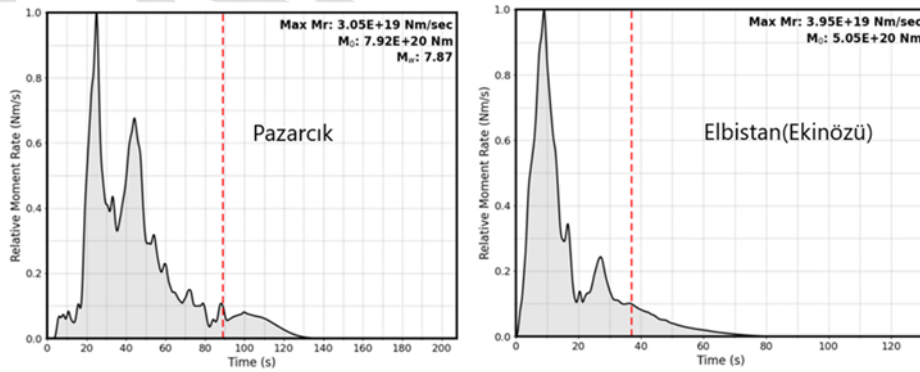 Max Mr: 3.05E+19 Nm/sec
M₀: 7.92E+20 Nm
Mw: 7.87
Pazarcık
Relative Moment Rate (Nm/s)
1.0
0.8
0.6
0.4
0.2
0.0
0 20 40 60 80 100 120 140 160 180 200
Time (s)
Max Mr: 3.95E+19 Nm/sec
M₀: 5.05E+20 Nm
Elbistan(Ekinözü)
Relative Moment Rate (Nm/s)
1.0
0.8
0.6
0.4
0.2
0.0
0 20 40 60 80 100 120
Time (s)